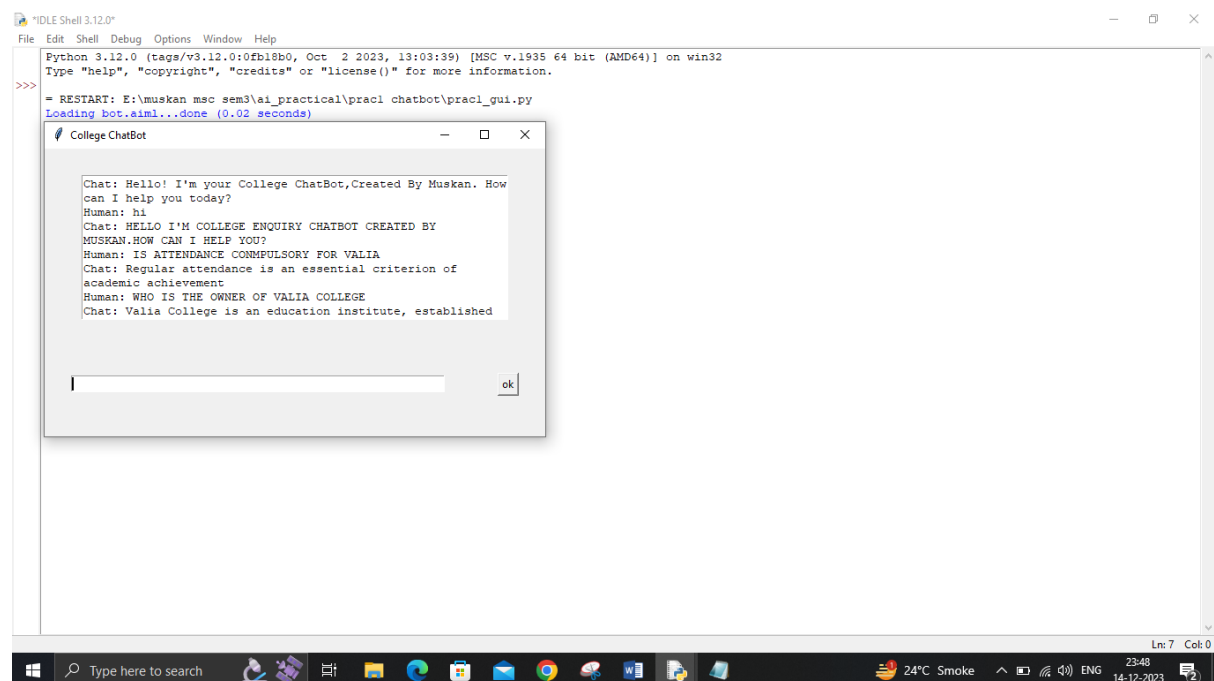 *IDLE Shell 3.12.0*
File Edit Shell Debug Options Window Help
Python 3.12.0 (tags/v3.12.0:0fb18b0, Oct 2 2023, 13:03:39) [MSC v.1935 64 bit (AMD64)] on win32
Type "help", "copyright", "credits" or "license()" for more information.
>>>
= RESTART: E:\muskan msc sem3\ai_practical\prac1 chatbot\prac1_gui.py
Loading bot.aiml...done (0.02 seconds)
College ChatBot
Chat: Hello! I'm your College ChatBot,Created By Muskan. How
can I help you today?
Human: hi
Chat: HELLO I'M COLLEGE ENQUIRY CHATBOT CREATED BY
MUSKAN.HOW CAN I HELP YOU?
Human: IS ATTENDANCE CONMPULSORY FOR VALIA
Chat: Regular attendance is an essential criterion of
academic achievement
Human: WHO IS THE OWNER OF VALIA COLLEGE
Chat: Valia College is an education institute, established
ok
Ln: 7 Col: 0
Type here to search
24°C Smoke
ENG
23:48
14-12-2023